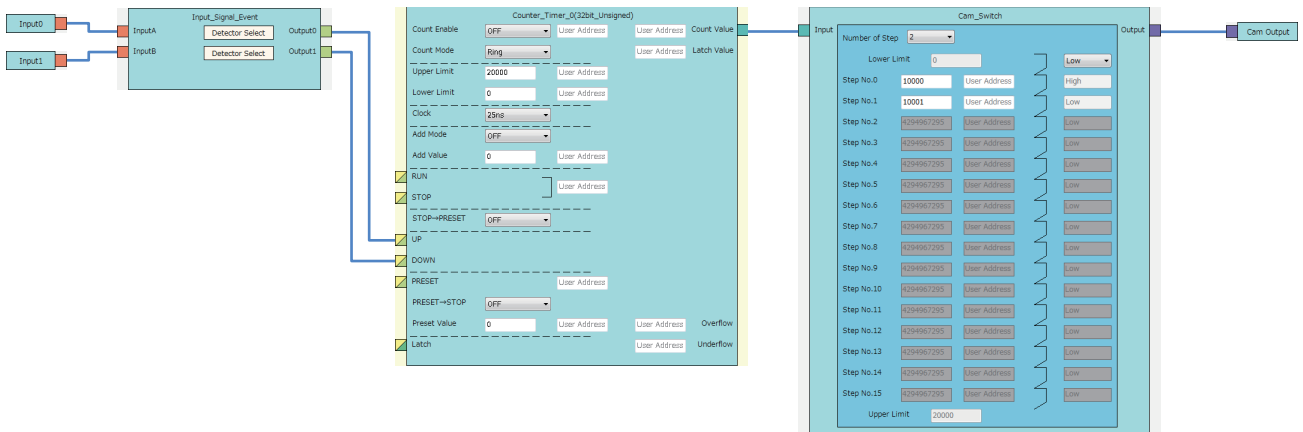 Input0
Input1
Input_Signal_Event
InputA Detector Select Output0
InputB Detector Select Output1
Counter_Timer_0(32bit_Unsigned)
Count Enable OFF User Address User Address Count Value
Count Mode Ring User Address Latch Value
Upper Limit 20000 User Address
Lower Limit 0 User Address
Clock 25ns
Add Mode OFF
Add Value 0 User Address
RUN
User Address
STOP
STOP→PRESET OFF
UP
DOWN
PRESET User Address
PRESET→STOP OFF
Preset Value 0 User Address User Address Overflow
Latch User Address Underflow
Cam_Switch
Input Output
Number of Step 2
Lower Limit 0 Low
Step No.0 10000 User Address High
Step No.1 10001 User Address Low
Step No.2 4294967295 User Address Low
Step No.3 4294967295 User Address Low
Step No.4 4294967295 User Address Low
Step No.5 4294967295 User Address Low
Step No.6 4294967295 User Address Low
Step No.7 4294967295 User Address Low
Step No.8 4294967295 User Address Low
Step No.9 4294967295 User Address Low
Step No.10 4294967295 User Address Low
Step No.11 4294967295 User Address Low
Step No.12 4294967295 User Address Low
Step No.13 4294967295 User Address Low
Step No.14 4294967295 User Address Low
Step No.15 4294967295 User Address Low
Upper Limit 20000
Cam Output